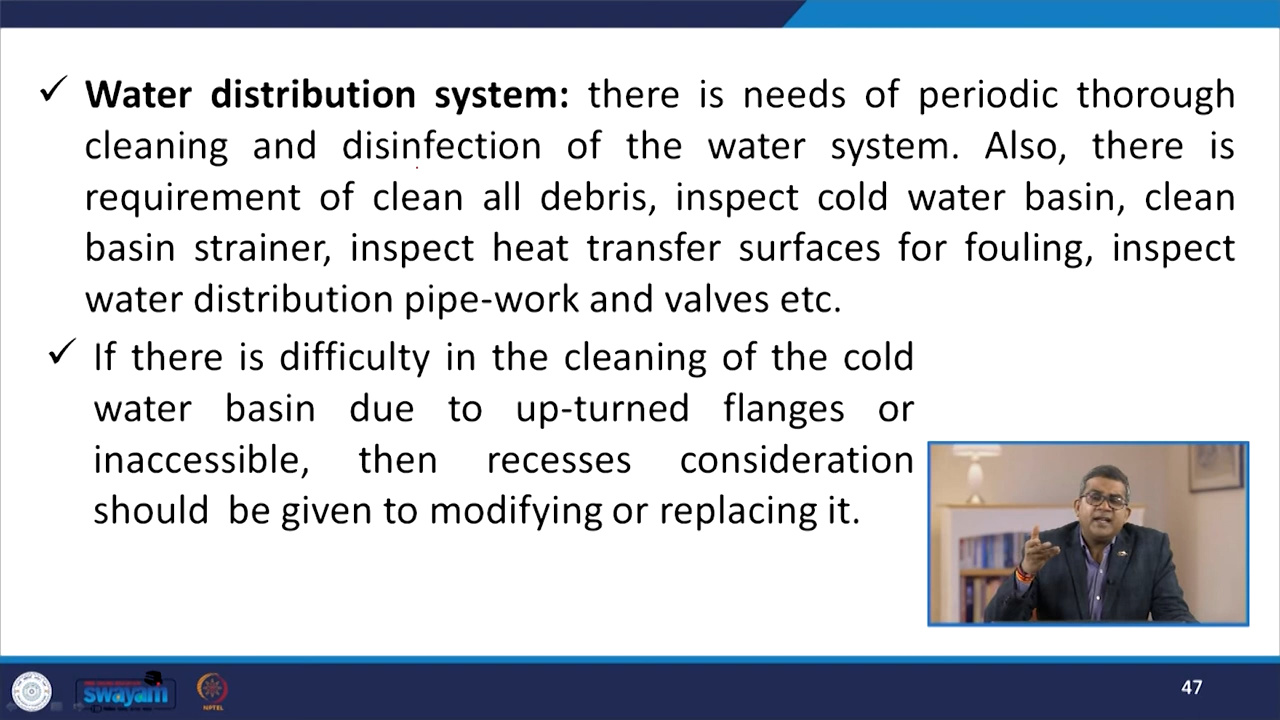 ✓ Water distribution system: there is needs of periodic thorough
cleaning and disinfection of the water system. Also, there is
requirement of clean all debris, inspect cold water basin, clean
basin strainer, inspect heat transfer surfaces for fouling, inspect
water distribution pipe-work and valves etc.
✓ If there is difficulty in the cleaning of the cold
water basin due to up-turned flanges or
inaccessible, then recesses consideration
should be given to modifying or replacing it.
swayam
NPTEL
47